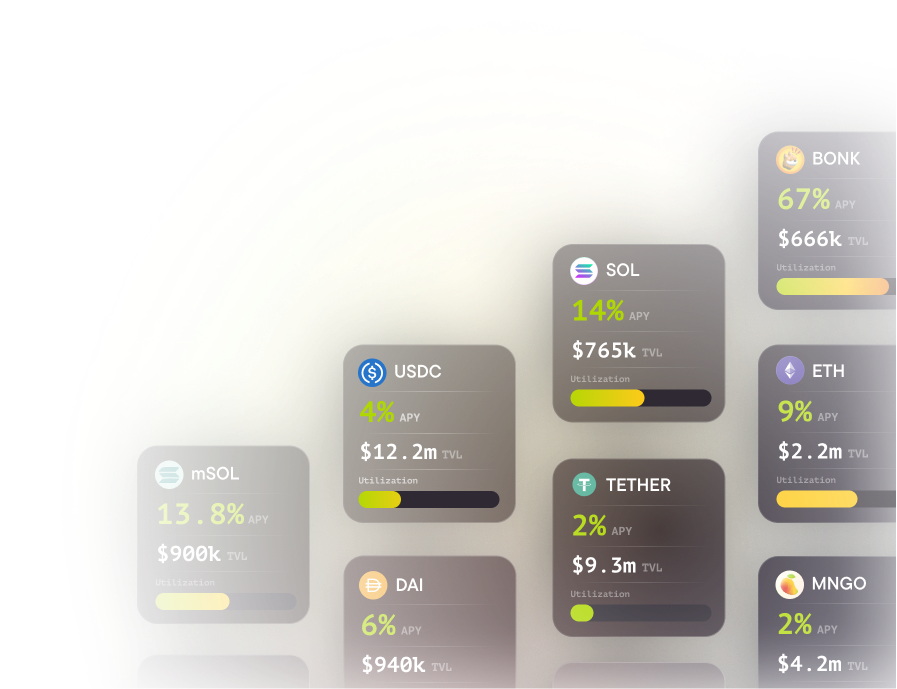 mSOL
13.8% APY
$900k TVL
Utilization
USDC
4% APY
$12.2m TVL
Utilization
DAI
6% APY
$940k TVL
SOL
14% APY
$765k TVL
Utilization
TETHER
2% APY
$9.3m TVL
Utilization
BONK
67% APY
$666k TVL
Utilization
ETH
9% APY
$2.2m TVL
Utilization
MNGO
2% APY
$4.2m TVL